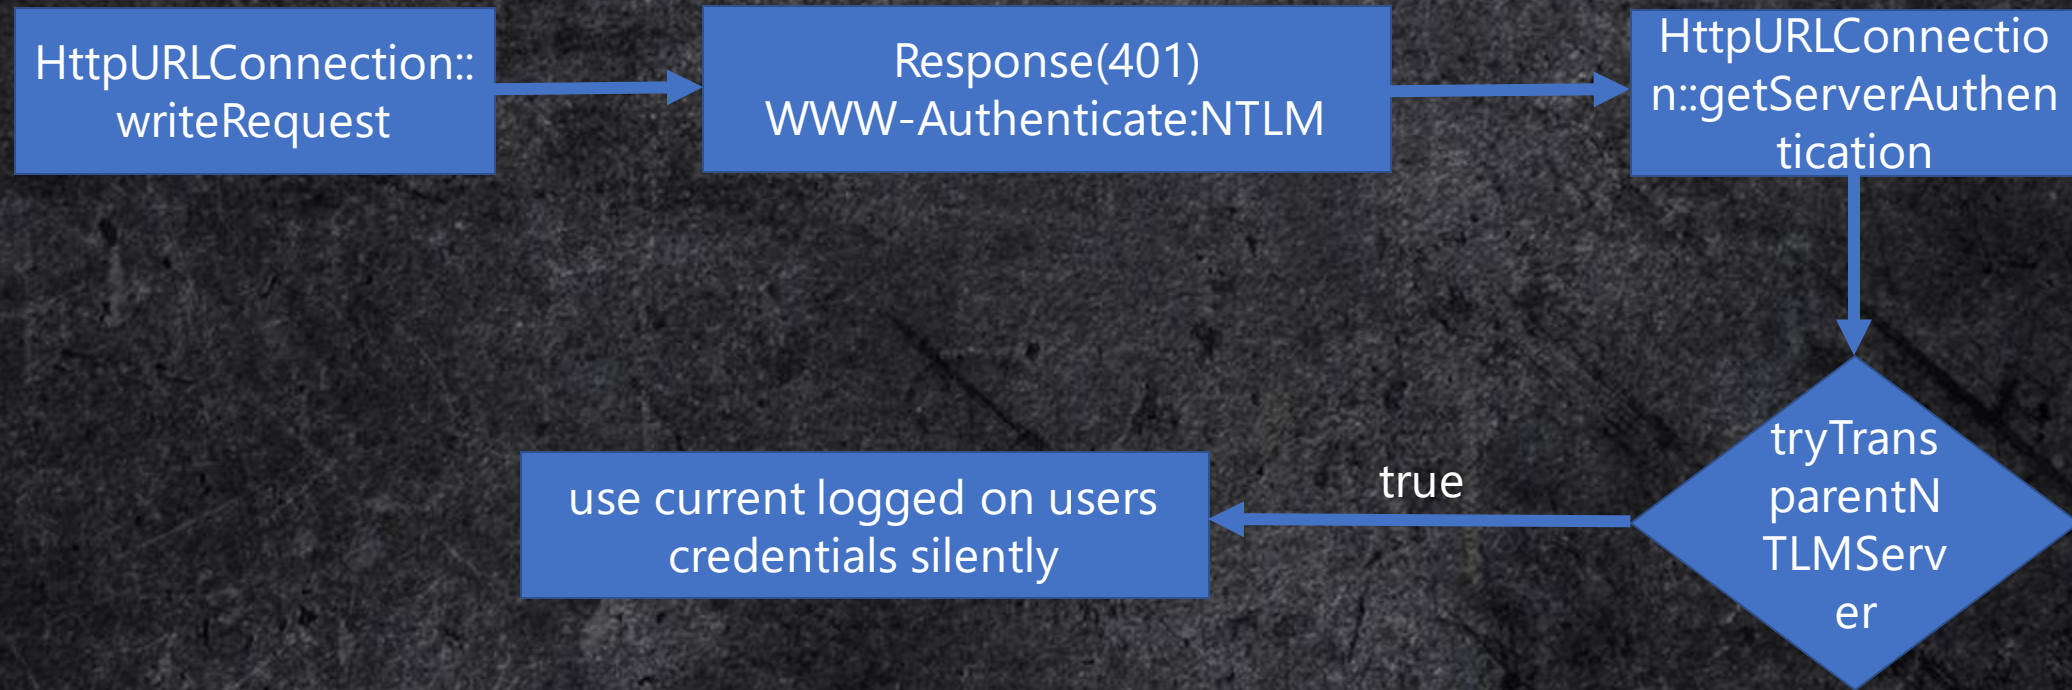 HttpURLConnection::
writeRequest
Response(401)
WWW-Authenticate:NTLM
HttpURLConnectio
n::getServerAuthen
tication
tryTrans
parentN
TLMServ
er
true
use current logged on users
credentials silently